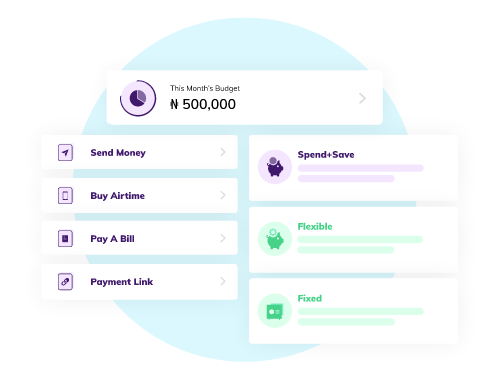 This Month's Budget
₦ 500,000
Send Money
Buy Airtime
Pay A Bill
Payment Link
Spend+Save
Flexible
Fixed